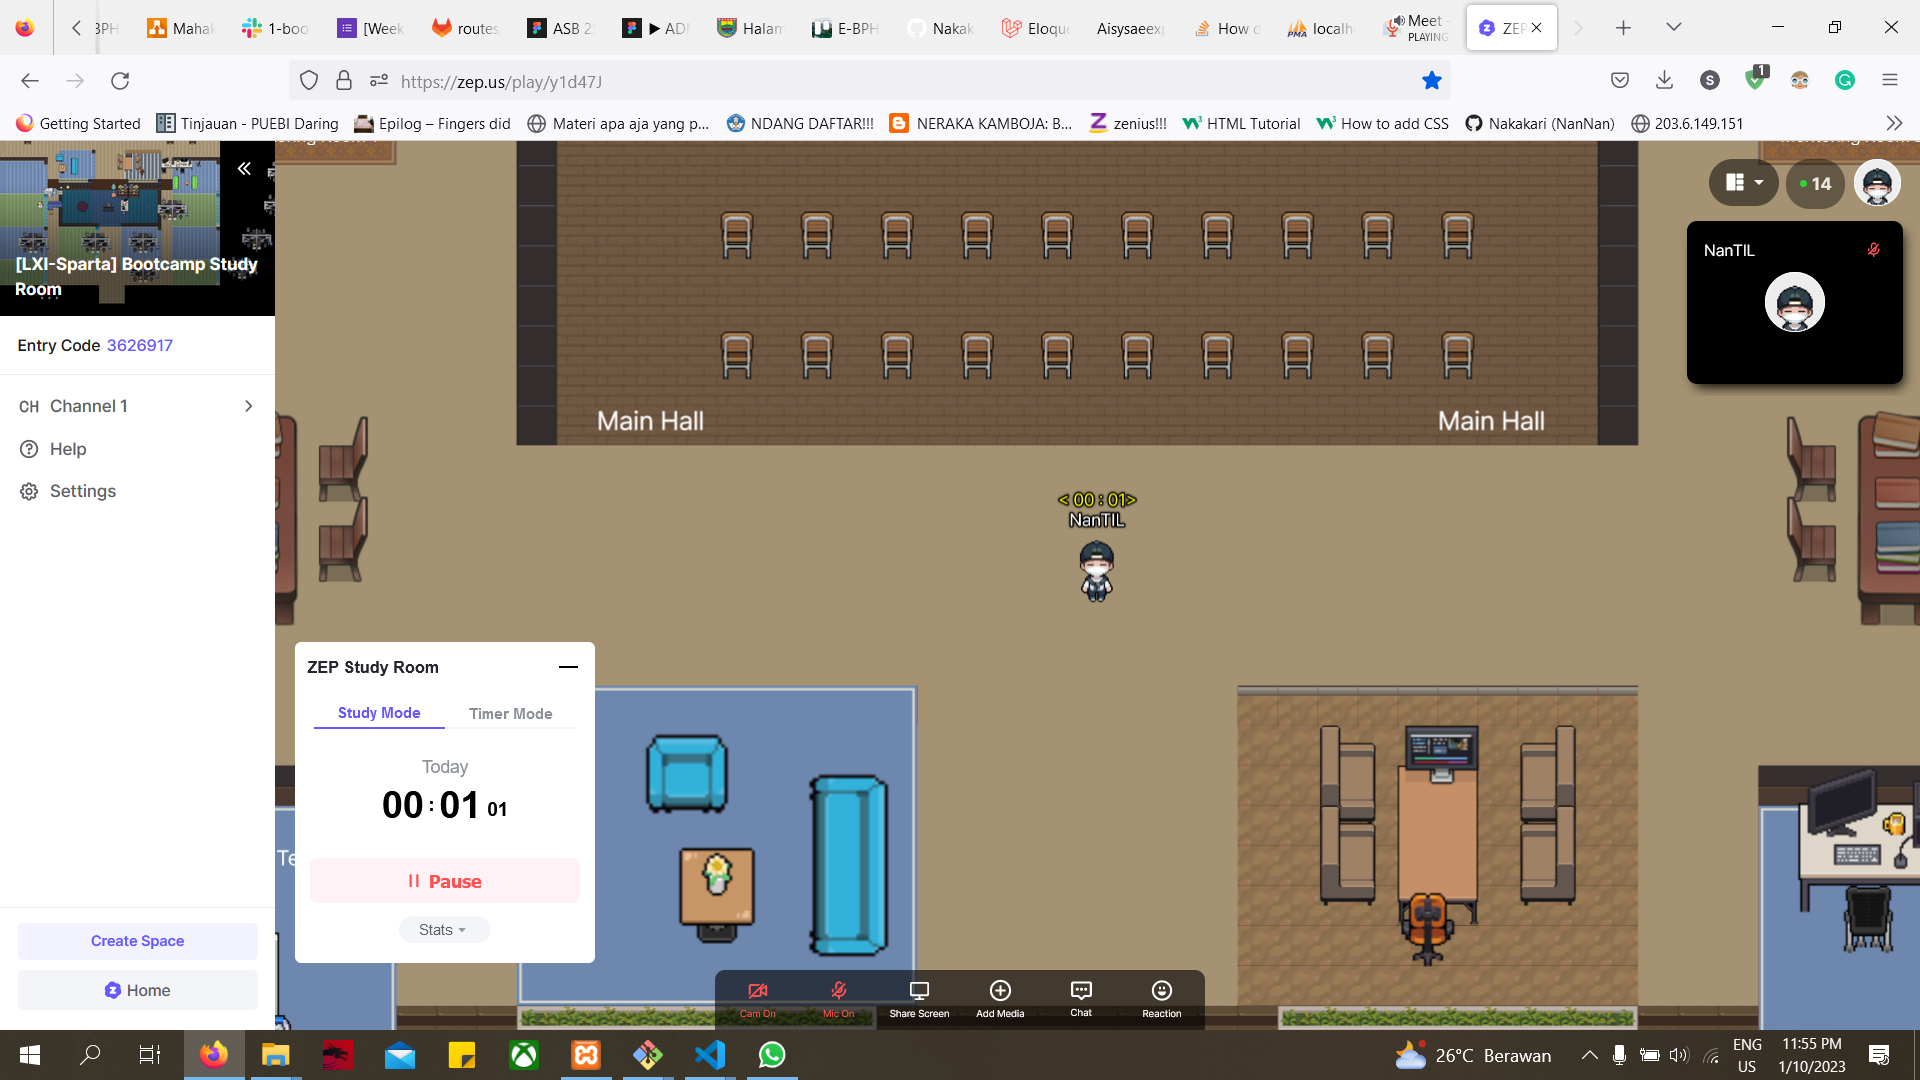 3PH
Mahak
1-boo
[Week
routes
ASB 2
▶ ADM
Halam
E-BPH
Nakak
Eloque
Aisysaeexp
How d
localh
Meet -
PLAYING
ZEP
https://zep.us/play/y1d47J
S
1
Getting Started
Tinjauan - PUEBI Daring
Epilog – Fingers did
Materi apa aja yang p...
NDANG DAFTAR!!!
NERAKA KAMBOJA: B...
zenius!!!
HTML Tutorial
How to add CSS
Nakakari (NanNan)
203.6.149.151
[LXI-Sparta] Bootcamp Study
Room
Entry Code 3626917
CH Channel 1
Help
Settings
Create Space
Home
14
NanTIL
Main Hall
Main Hall
< 00 : 01>
NanTIL
ZEP Study Room
Study Mode
Timer Mode
Today
00 : 01 01
Pause
Stats
Te
Cam On
Mic On
Share Screen
Add Media
Chat
Reaction
26°C Berawan
ENG
US
11:55 PM
1/10/2023